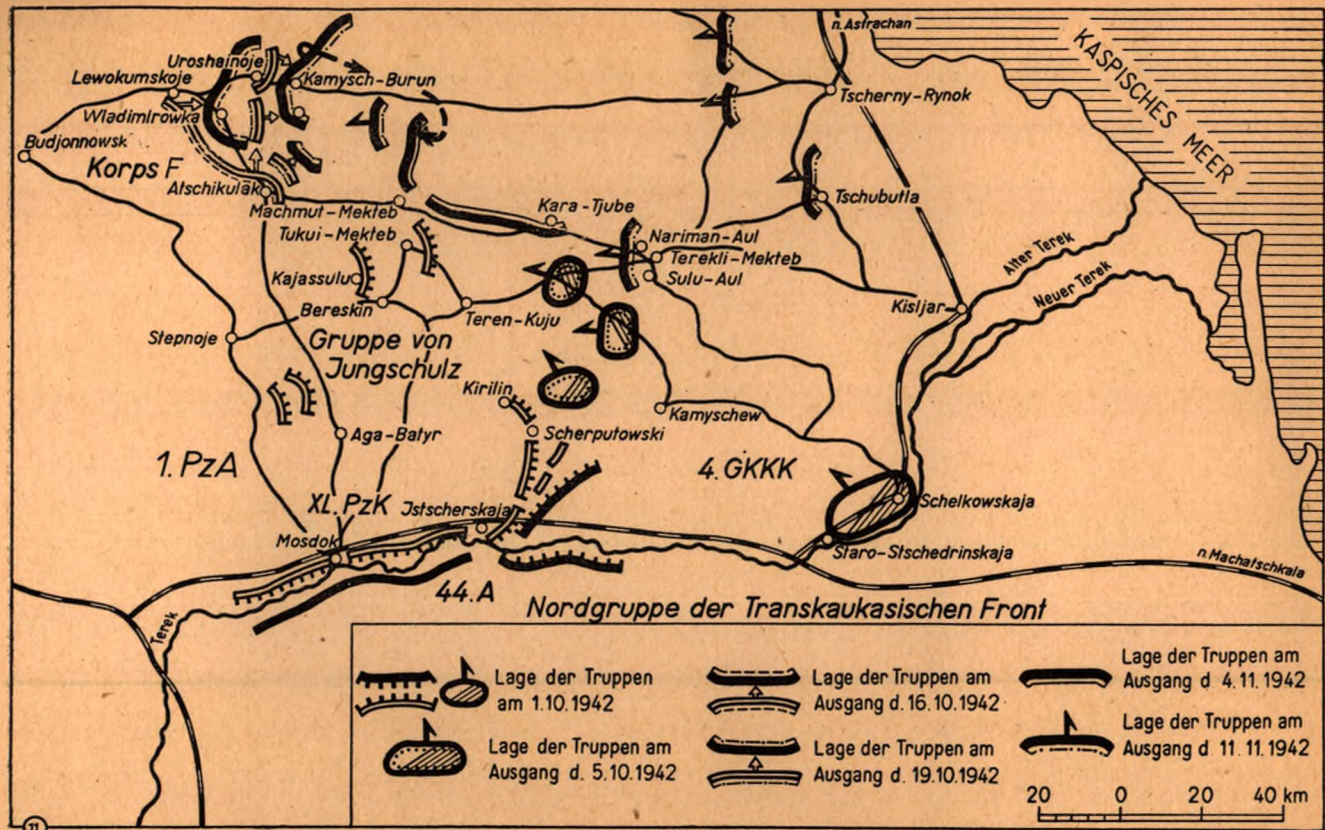 n. Astrachan
KASPISCHES MEER
Uroshainoje
Lewokumskoje
Kamysch-Burun
Wladimirowka
Tscherny-Rynok
Budjonnowsk
Korps F
Atschikulak
Machmut-Mekteb
Kara-Tjube
Tschubutla
Tukui-Mekteb
Nariman-Aul
Terekli-Mekteb
Sulu-Aul
Kajassulu
Alter Terek
Neuer Terek
Bereskin
Teren-Kuju
Kisljar
Stepnoje
Gruppe von
Jungschulz
Kirilin
Kamyschew
Aga-Batyr
Scherputowski
1. PzA
4. GKKK
XL. PzK
Jstscherskaja
Schelkowskaja
Mosdok
Staro-Stschedrinskaja
n. Machatschkala
44. A
Nordgruppe der Transkaukasischen Front
Terek
Lage der Truppen
am 1.10.1942
Lage der Truppen am
Ausgang d. 5.10.1942
Lage der Truppen am
Ausgang d. 16.10.1942
Lage der Truppen am
Ausgang d. 19.10.1942
Lage der Truppen am
Ausgang d. 4.11.1942
Lage der Truppen am
Ausgang d. 11.11.1942
20 0 20 40 km
11